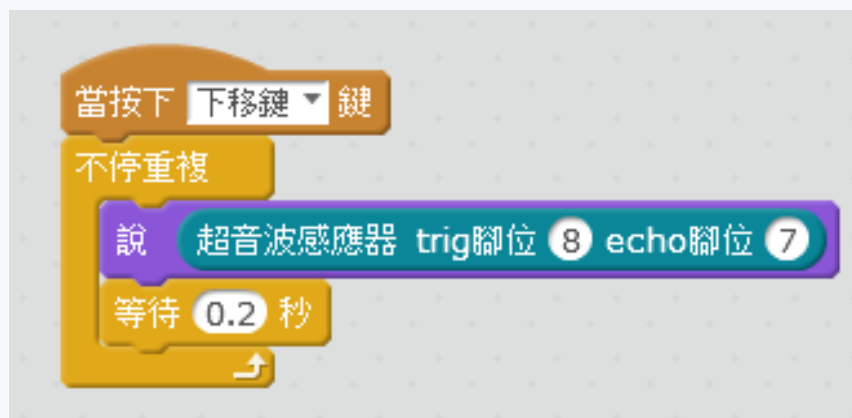 當按下 下移鍵 鍵
不停重複
說 超音波感應器 trig腳位 8 echo腳位 7
等待 0.2 秒